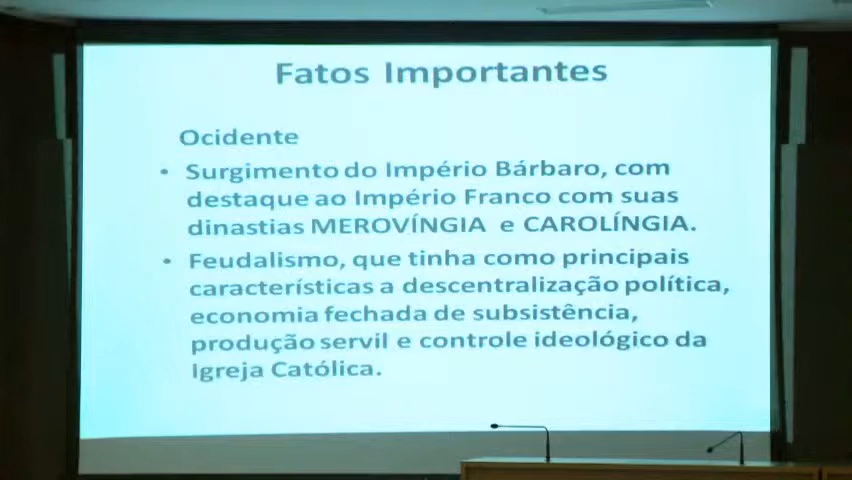 Fatos Importantes
Ocidente
• Surgimento do Império Bárbaro, com
destaque ao Império Franco com suas
dinastias MEROVÍNGIA e CAROLÍNGIA.
• Feudalismo, que tinha como principais
características a descentralização política,
economia fechada de subsistência,
produção servil e controle ideológico da
Igreja Católica.